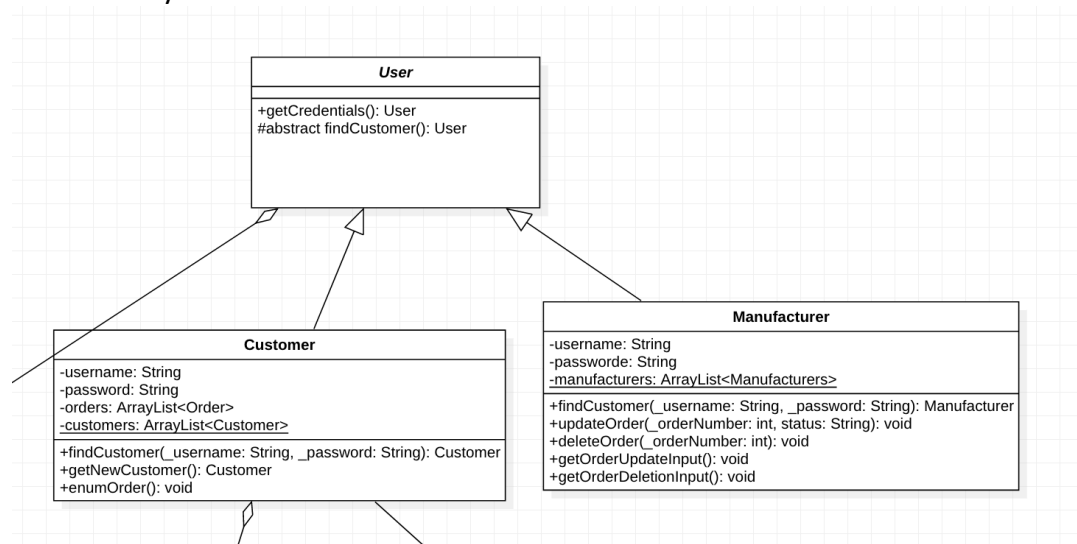 User
+getCredentials(): User
#abstract findCustomer(): User
Customer
-username: String
-password: String
-orders: ArrayList<Order>
-customers: ArrayList<Customer>
+findCustomer(_username: String, _password: String): Customer
+getNewCustomer(): Customer
+enumOrder(): void
Manufacturer
-username: String
-passworde: String
-manufacturers: ArrayList<Manufacturers>
+findCustomer(_username: String, _password: String): Manufacturer
+updateOrder(_orderNumber: int, status: String): void
+deleteOrder(_orderNumber: int): void
+getOrderUpdateInput(): void
+getOrderDeletionInput(): void